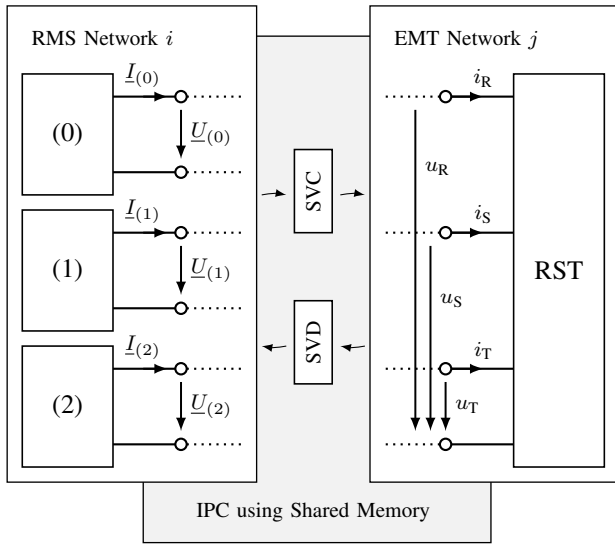 RMS Network i
EMT Network j
(0)
I̲(0)
U̲(0)
(1)
I̲(1)
U̲(1)
(2)
I̲(2)
U̲(2)
SVC
SVD
iR
uR
iS
uS
iT
uT
RST
IPC using Shared Memory